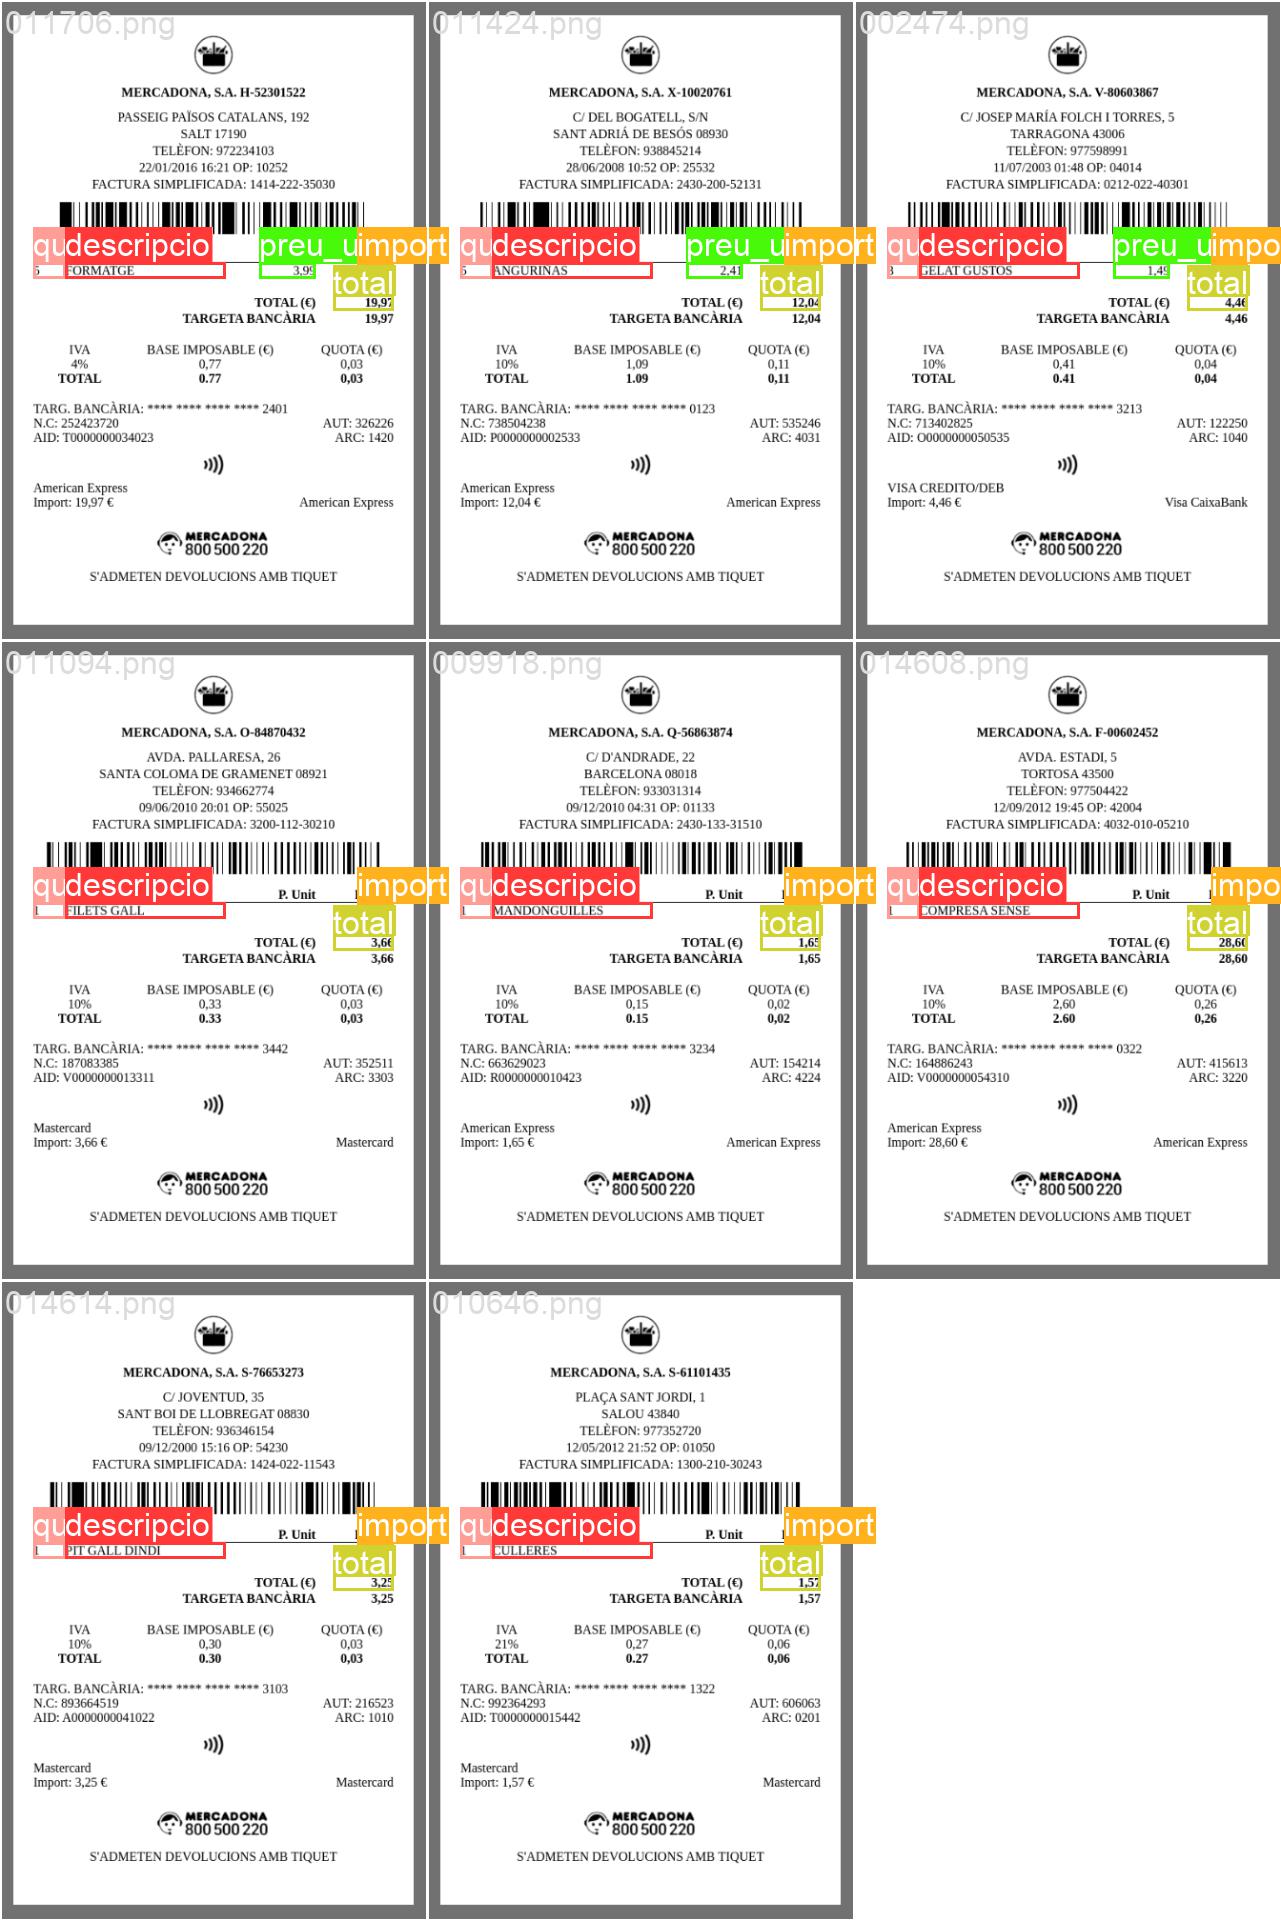 011706.png
MERCADONA, S.A. H-52301522
PASSEIG PAÏSOS CATALANS, 192
SALT 17190
TELÈFON: 972234103
22/01/2016 16:21 OP: 10252
FACTURA SIMPLIFICADA: 1414-222-35030
qu descripcio preu_u import
5 FORMATGE 3,99
total
TOTAL (€) 19,97
TARGETA BANCÀRIA 19,97
IVA BASE IMPOSABLE (€) QUOTA (€)
4% 0,77 0,03
TOTAL 0.77 0,03
TARG. BANCÀRIA: **** **** **** **** 2401
N.C: 252423720 AUT: 326226
AID: T0000000034023 ARC: 1420
American Express
Import: 19,97 € American Express
MERCADONA
800 500 220
S'ADMETEN DEVOLUCIONS AMB TIQUET
011424.png
MERCADONA, S.A. X-10020761
C/ DEL BOGATELL, S/N
SANT ADRIÁ DE BESÓS 08930
TELÈFON: 938845214
28/06/2008 10:52 OP: 25532
FACTURA SIMPLIFICADA: 2430-200-52131
qu descripcio preu_u import
5 ANGURINAS 2,41
total
TOTAL (€) 12,04
TARGETA BANCÀRIA 12,04
IVA BASE IMPOSABLE (€) QUOTA (€)
10% 1,09 0,11
TOTAL 1.09 0,11
TARG. BANCÀRIA: **** **** **** **** 0123
N.C: 738504238 AUT: 535246
AID: P0000000002533 ARC: 4031
American Express
Import: 12,04 € American Express
MERCADONA
800 500 220
S'ADMETEN DEVOLUCIONS AMB TIQUET
002474.png
MERCADONA, S.A. V-80603867
C/ JOSEP MARÍA FOLCH I TORRES, 5
TARRAGONA 43006
TELÈFON: 977598991
11/07/2003 01:48 OP: 04014
FACTURA SIMPLIFICADA: 0212-022-40301
qu descripcio preu_u impo
3 GELAT GUSTOS 1,49
total
TOTAL (€) 4,46
TARGETA BANCÀRIA 4,46
IVA BASE IMPOSABLE (€) QUOTA (€)
10% 0,41 0,04
TOTAL 0.41 0,04
TARG. BANCÀRIA: **** **** **** **** 3213
N.C: 713402825 AUT: 122250
AID: O0000000050535 ARC: 1040
VISA CREDITO/DEB
Import: 4,46 € Visa CaixaBank
MERCADONA
800 500 220
S'ADMETEN DEVOLUCIONS AMB TIQUET
011094.png
MERCADONA, S.A. O-84870432
AVDA. PALLARESA, 26
SANTA COLOMA DE GRAMENET 08921
TELÈFON: 934662774
09/06/2010 20:01 OP: 55025
FACTURA SIMPLIFICADA: 3200-112-30210
qu descripcio import
P. Unit
1 FILETS GALL
total
TOTAL (€) 3,66
TARGETA BANCÀRIA 3,66
IVA BASE IMPOSABLE (€) QUOTA (€)
10% 0,33 0,03
TOTAL 0.33 0,03
TARG. BANCÀRIA: **** **** **** **** 3442
N.C: 187083385 AUT: 352511
AID: V0000000013311 ARC: 3303
Mastercard
Import: 3,66 € Mastercard
MERCADONA
800 500 220
S'ADMETEN DEVOLUCIONS AMB TIQUET
009918.png
MERCADONA, S.A. Q-56863874
C/ D'ANDRADE, 22
BARCELONA 08018
TELÈFON: 933031314
09/12/2010 04:31 OP: 01133
FACTURA SIMPLIFICADA: 2430-133-31510
qu descripcio import
P. Unit
1 MANDONGUILLES
total
TOTAL (€) 1,65
TARGETA BANCÀRIA 1,65
IVA BASE IMPOSABLE (€) QUOTA (€)
10% 0,15 0,02
TOTAL 0.15 0,02
TARG. BANCÀRIA: **** **** **** **** 3234
N.C: 663629023 AUT: 154214
AID: R0000000010423 ARC: 4224
American Express
Import: 1,65 € American Express
MERCADONA
800 500 220
S'ADMETEN DEVOLUCIONS AMB TIQUET
014608.png
MERCADONA, S.A. F-00602452
AVDA. ESTADI, 5
TORTOSA 43500
TELÈFON: 977504422
12/09/2012 19:45 OP: 42004
FACTURA SIMPLIFICADA: 4032-010-05210
qu descripcio impo
P. Unit
1 COMPRESA SENSE
total
TOTAL (€) 28,60
TARGETA BANCÀRIA 28,60
IVA BASE IMPOSABLE (€) QUOTA (€)
10% 2,60 0,26
TOTAL 2.60 0,26
TARG. BANCÀRIA: **** **** **** **** 0322
N.C: 164886243 AUT: 415613
AID: V0000000054310 ARC: 3220
American Express
Import: 28,60 € American Express
MERCADONA
800 500 220
S'ADMETEN DEVOLUCIONS AMB TIQUET
014614.png
MERCADONA, S.A. S-76653273
C/ JOVENTUD, 35
SANT BOI DE LLOBREGAT 08830
TELÈFON: 936346154
09/12/2000 15:16 OP: 54230
FACTURA SIMPLIFICADA: 1424-022-11543
qu descripcio import
P. Unit
1 PIT GALL DINDI
total
TOTAL (€) 3,25
TARGETA BANCÀRIA 3,25
IVA BASE IMPOSABLE (€) QUOTA (€)
10% 0,30 0,03
TOTAL 0.30 0,03
TARG. BANCÀRIA: **** **** **** **** 3103
N.C: 893664519 AUT: 216523
AID: A0000000041022 ARC: 1010
Mastercard
Import: 3,25 € Mastercard
MERCADONA
800 500 220
S'ADMETEN DEVOLUCIONS AMB TIQUET
010646.png
MERCADONA, S.A. S-61101435
PLAÇA SANT JORDI, 1
SALOU 43840
TELÈFON: 977352720
12/05/2012 21:52 OP: 01050
FACTURA SIMPLIFICADA: 1300-210-30243
qu descripcio import
P. Unit
1 CULLERES
total
TOTAL (€) 1,57
TARGETA BANCÀRIA 1,57
IVA BASE IMPOSABLE (€) QUOTA (€)
21% 0,27 0,06
TOTAL 0.27 0,06
TARG. BANCÀRIA: **** **** **** **** 1322
N.C: 992364293 AUT: 606063
AID: T0000000015442 ARC: 0201
Mastercard
Import: 1,57 € Mastercard
MERCADONA
800 500 220
S'ADMETEN DEVOLUCIONS AMB TIQUET